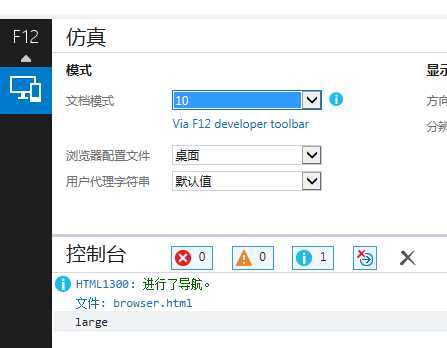 F12
仿真
模式
显示
文档模式
10
方向
Via F12 developer toolbar
分辨
浏览器配置文件
桌面
用户代理字符串
默认值
控制台
0
0
1
HTML1300: 进行了导航。
文件: browser.html
large